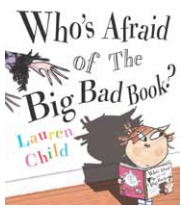 Who's Afraid
of The
Big Bad Book?
Lauren
Child